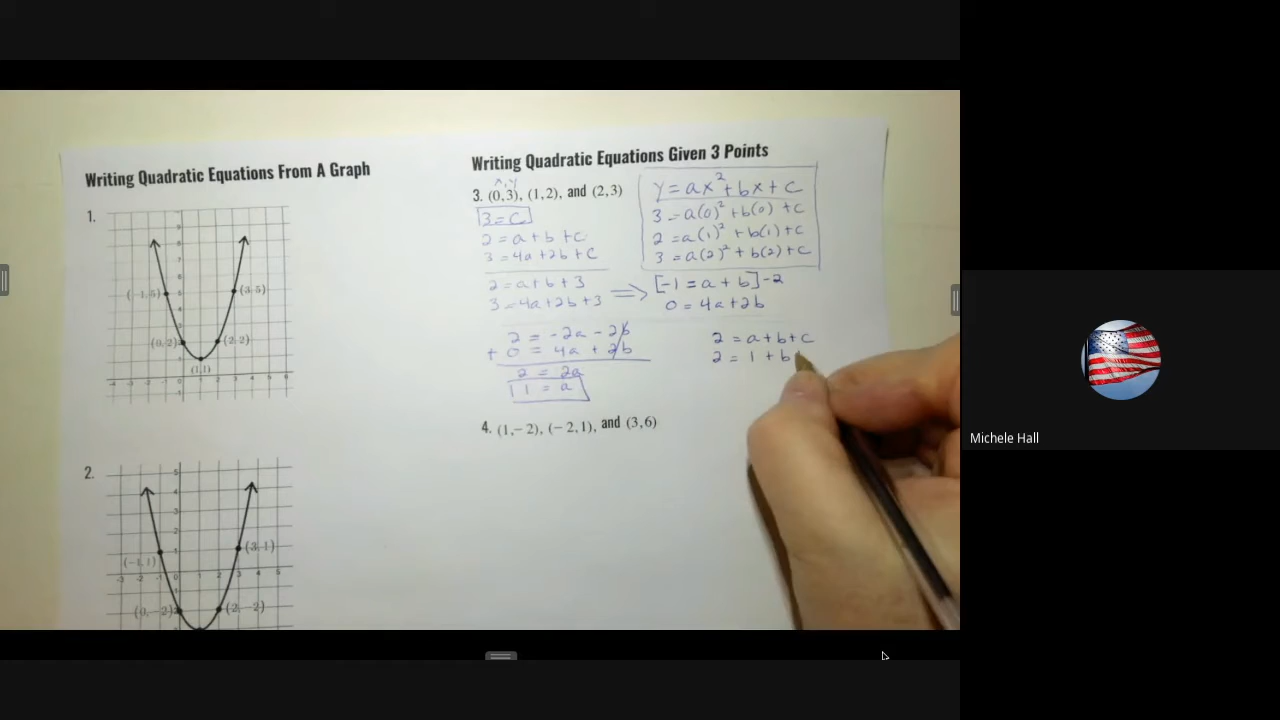 Writing Quadratic Equations From A Graph
1.
(-1,5)
(3,5)
(0,2)
(2,2)
(1,1)
2.
(-1,1)
(3,1)
(0,-2)
(2,-2)
Writing Quadratic Equations Given 3 Points
x, y
3. (0,3), (1,2), and (2,3)
3 = c
2 = a + b + c
3 = 4a + 2b + c
2 = a + b + 3
3 = 4a + 2b + 3
y = ax² + bx + c
3 = a(0)² + b(0) + c
2 = a(1)² + b(1) + c
3 = a(2)² + b(2) + c
⇒ [-1 = a + b] -2
0 = 4a + 2b
2 = -2a - 2b
+ 0 = 4a + 2b
2 = 2a
1 = a
2 = a + b + c
2 = 1 + b
4. (1,-2), (-2,1), and (3,6)
Michele Hall